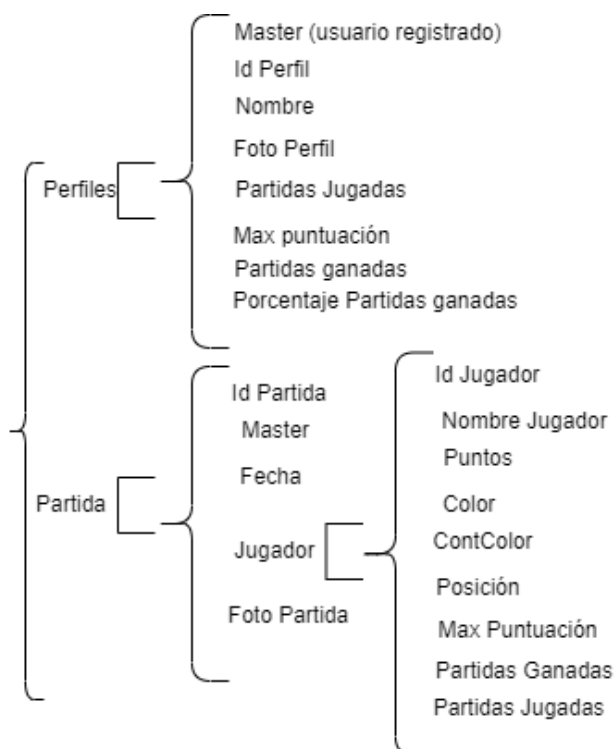 Perfiles
Master (usuario registrado)
Id Perfil
Nombre
Foto Perfil
Partidas Jugadas
Max puntuación
Partidas ganadas
Porcentaje Partidas ganadas
Partida
Id Partida
Master
Fecha
Jugador
Foto Partida
Id Jugador
Nombre Jugador
Puntos
Color
ContColor
Posición
Max Puntuación
Partidas Ganadas
Partidas Jugadas